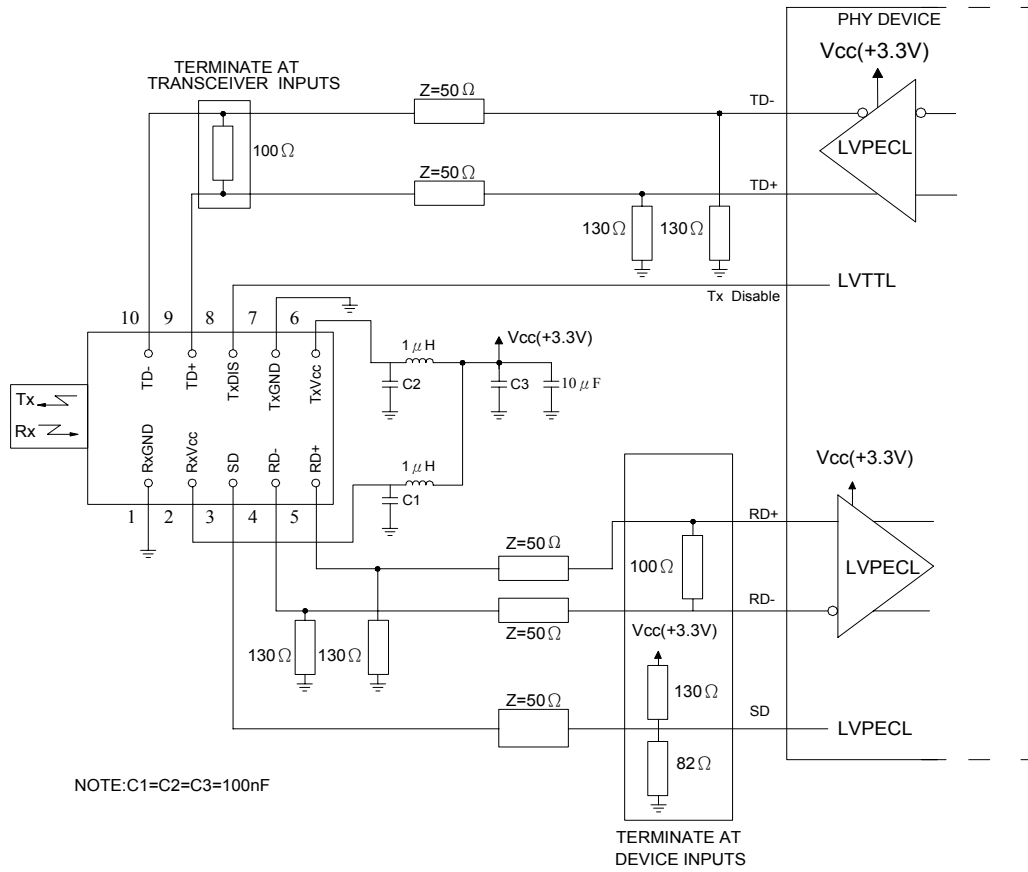 PHY DEVICE
Vcc(+3.3V)
TERMINATE AT
TRANSCEIVER INPUTS
Z=50Ω
TD-
LVPECL
100Ω
Z=50Ω
TD+
130Ω
130Ω
LVTTL
Tx Disable
10
9
8
7
6
TD-
TD+
TxDIS
TxGND
TxVcc
1μH
Vcc(+3.3V)
C2
C3
10μF
Tx
Rx
RxGND
RxVcc
SD
RD-
RD+
1μH
C1
1
2
3
4
5
Vcc(+3.3V)
RD+
Z=50Ω
100Ω
LVPECL
RD-
Z=50Ω
Vcc(+3.3V)
130Ω
130Ω
130Ω
Z=50Ω
SD
LVPECL
82Ω
NOTE:C1=C2=C3=100nF
TERMINATE AT
DEVICE INPUTS